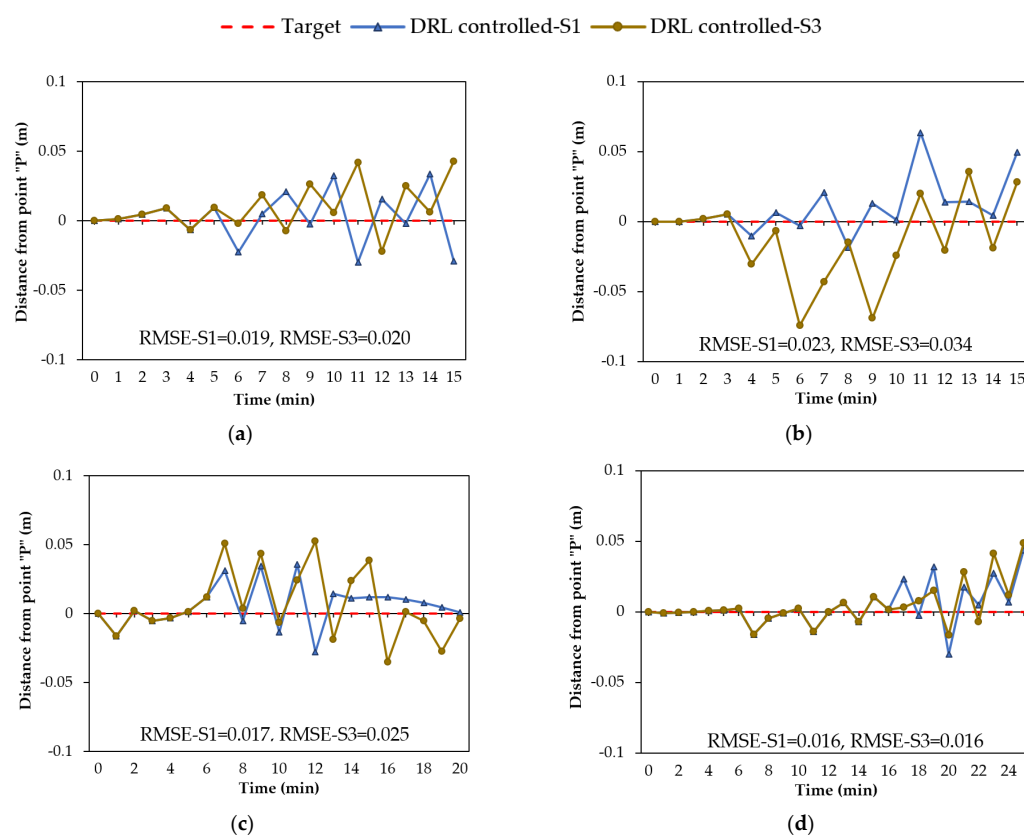 Target DRL controlled-S1 DRL controlled-S3
0.1
0.05
0
-0.05
-0.1
Distance from point "P" (m)
RMSE-S1=0.019, RMSE-S3=0.020
0 1 2 3 4 5 6 7 8 9 10 11 12 13 14 15
Time (min)
(a)
0.1
0.05
0
-0.05
-0.1
Distance from point "P" (m)
RMSE-S1=0.023, RMSE-S3=0.034
0 1 2 3 4 5 6 7 8 9 10 11 12 13 14 15
Time (min)
(b)
0.1
0.05
0
-0.05
-0.1
Distance from point "P" (m)
RMSE-S1=0.017, RMSE-S3=0.025
0 2 4 6 8 10 12 14 16 18 20
Time (min)
(c)
0.1
0.05
0
-0.05
-0.1
Distance from point "P" (m)
RMSE-S1=0.016, RMSE-S3=0.016
0 2 4 6 8 10 12 14 16 18 20 22 24
Time (min)
(d)